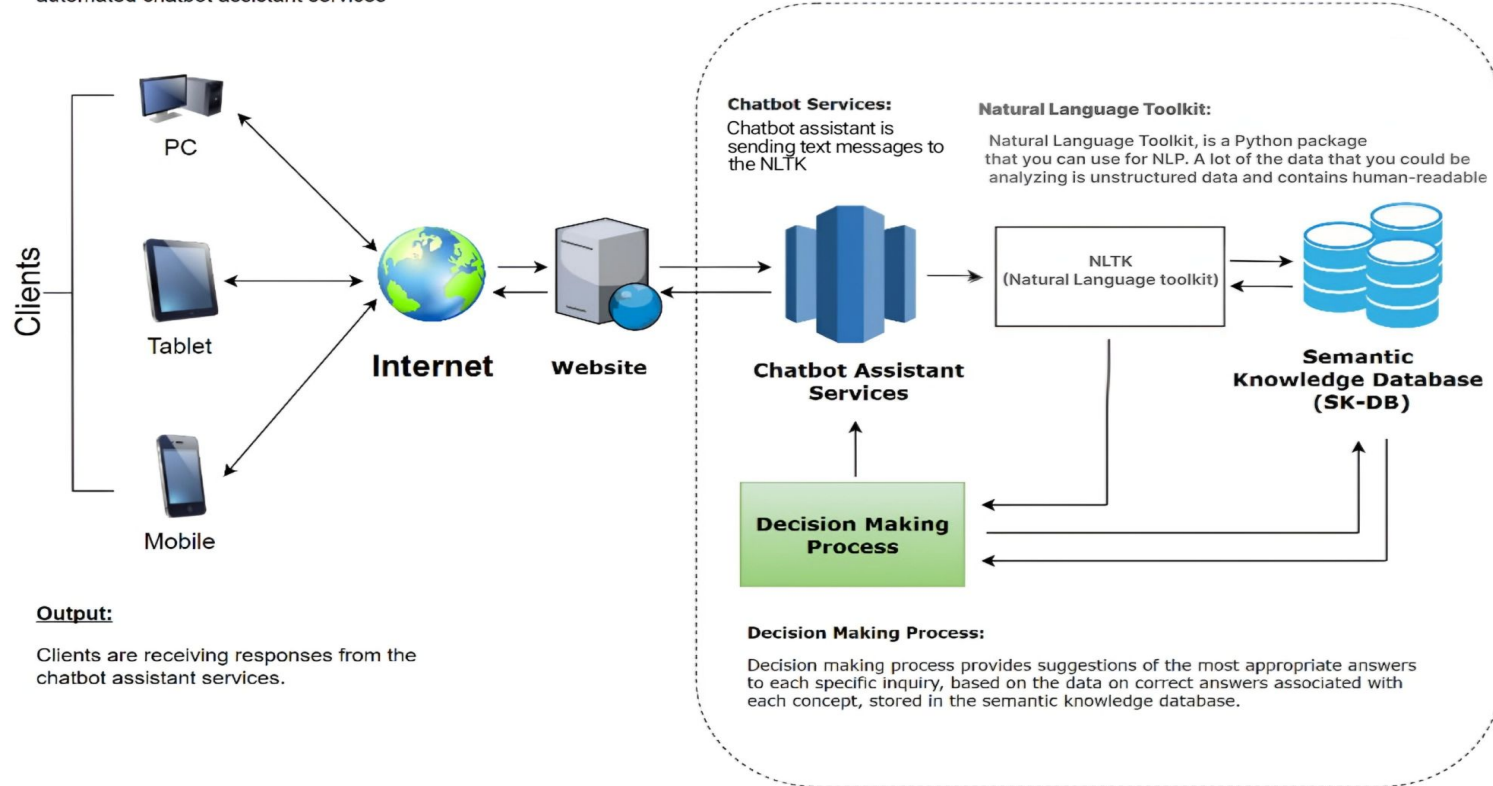 automated chatbot assistant services
Clients
PC
Tablet
Mobile
Internet
Website
Output:
Clients are receiving responses from the
chatbot assistant services.
Chatbot Services:
Chatbot assistant is
sending text messages to
the NLTK
Natural Language Toolkit:
Natural Language Toolkit, is a Python package
that you can use for NLP. A lot of the data that you could be
analyzing is unstructured data and contains human-readable
Chatbot Assistant
Services
NLTK
(Natural Language toolkit)
Semantic
Knowledge Database
(SK-DB)
Decision Making
Process
Decision Making Process:
Decision making process provides suggestions of the most appropriate answers
to each specific inquiry, based on the data on correct answers associated with
each concept, stored in the semantic knowledge database.